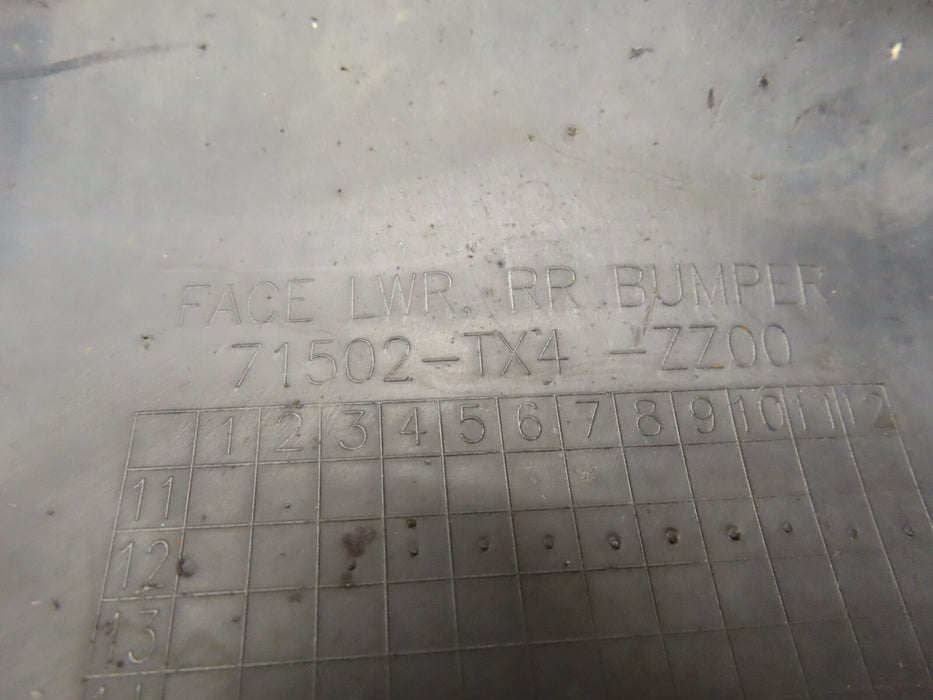 FACE LWR, RR BUMPER
71502-TX4 -ZZ00
1 2 3 4 5 6 7 8 9 10 11 12
11
12
13